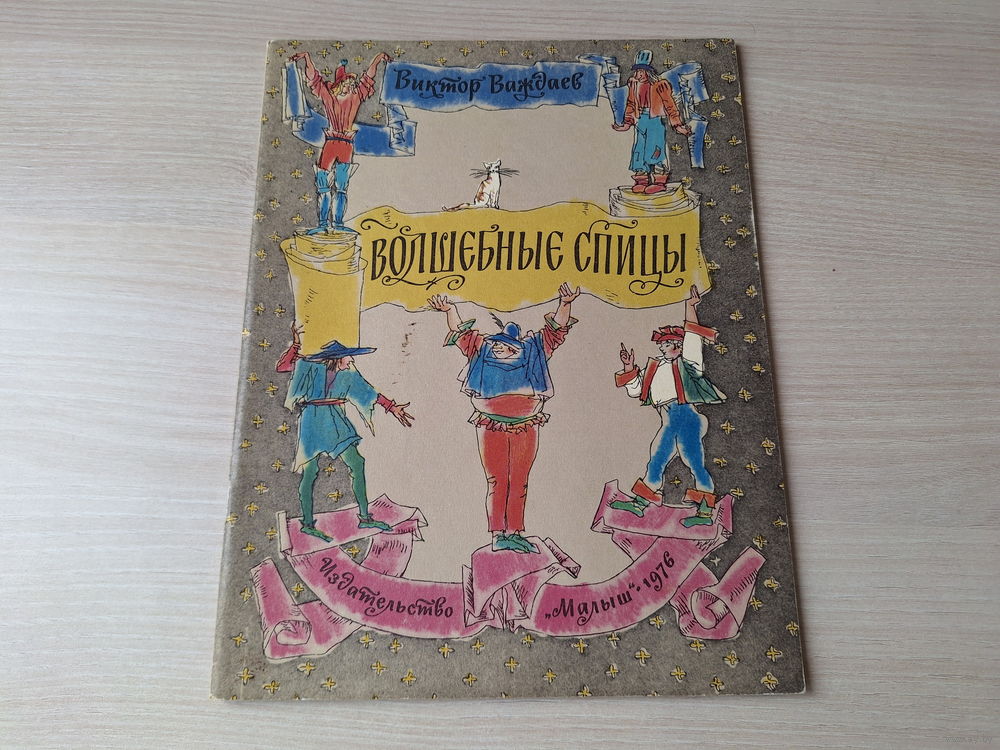 Виктор Важдаев
ВОЛШЕБНЫЕ СПИЦЫ
Издательство „Малыш“·1976